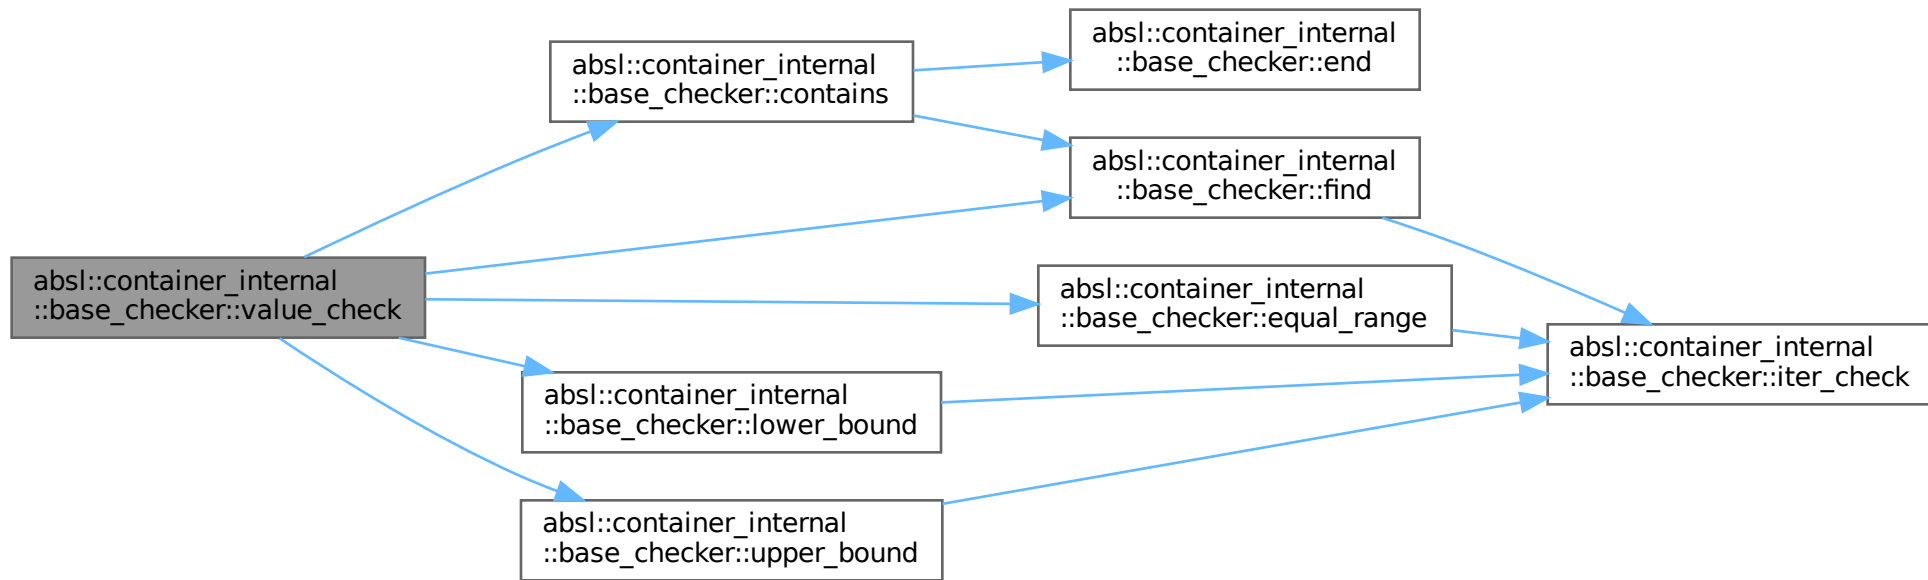 absl::container_internal
::base_checker::value_check
absl::container_internal
::base_checker::contains
absl::container_internal
::base_checker::end
absl::container_internal
::base_checker::find
absl::container_internal
::base_checker::equal_range
absl::container_internal
::base_checker::lower_bound
absl::container_internal
::base_checker::upper_bound
absl::container_internal
::base_checker::iter_check